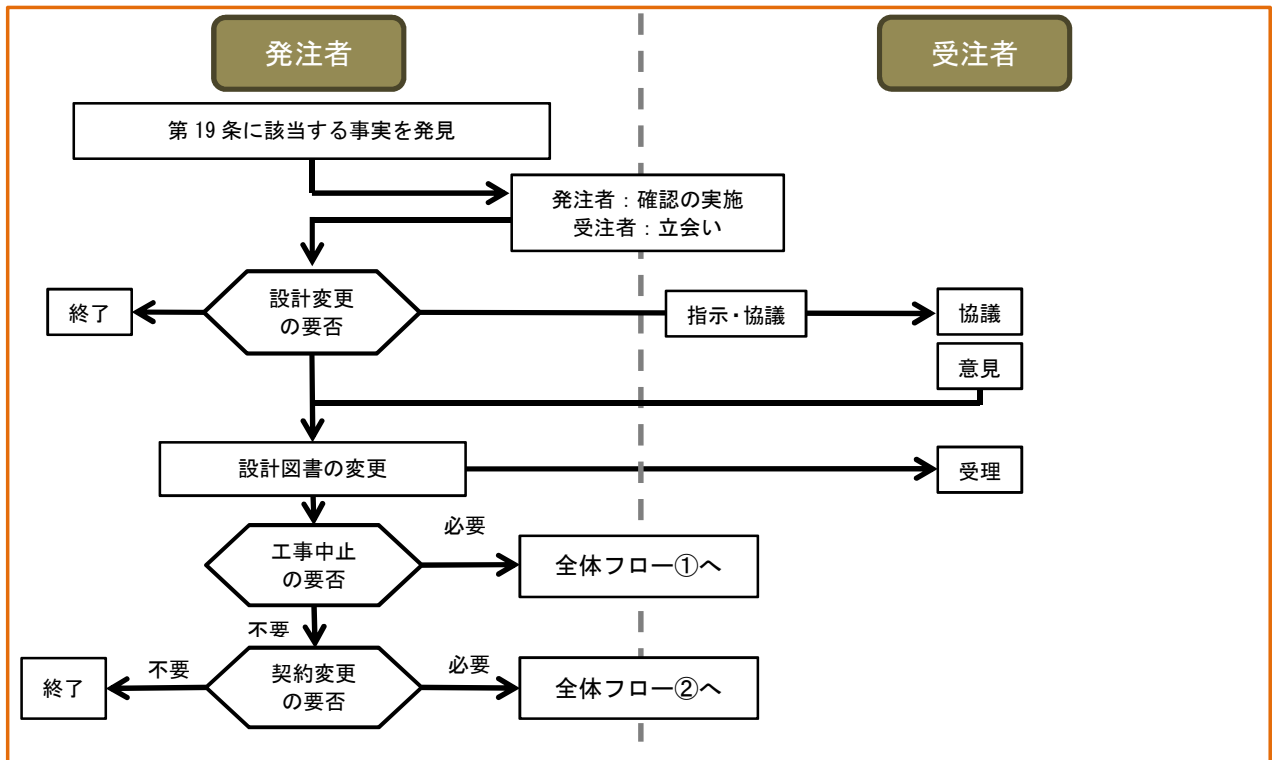 発注者
受注者
第 19 条に該当する事実を発見
発注者：確認の実施
受注者：立会い
終了
設計変更
の要否
指示・協議
協議
意見
設計図書の変更
受理
工事中止
の要否
必要
全体フロー①へ
不要
終了
不要
契約変更
の要否
必要
全体フロー②へ